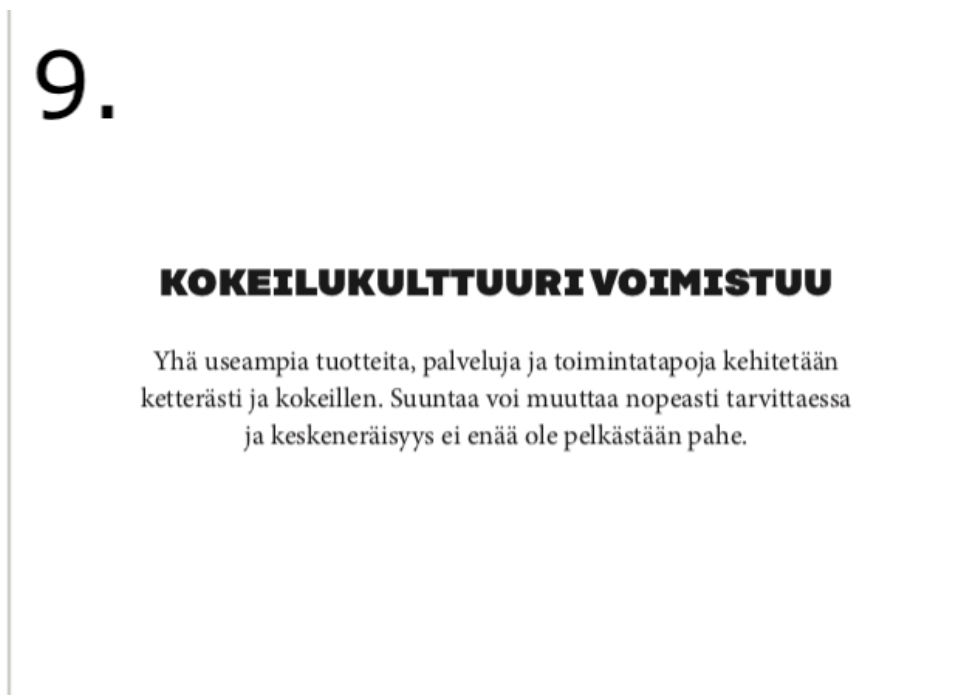 9.
KOKEILUKULTTUURI VOIMISTUU
Yhä useampia tuotteita, palveluja ja toimintatapoja kehitetään
ketterästi ja kokeillen. Suuntaa voi muuttaa nopeasti tarvittaessa
ja keskeneräisyys ei enää ole pelkästään pahe.